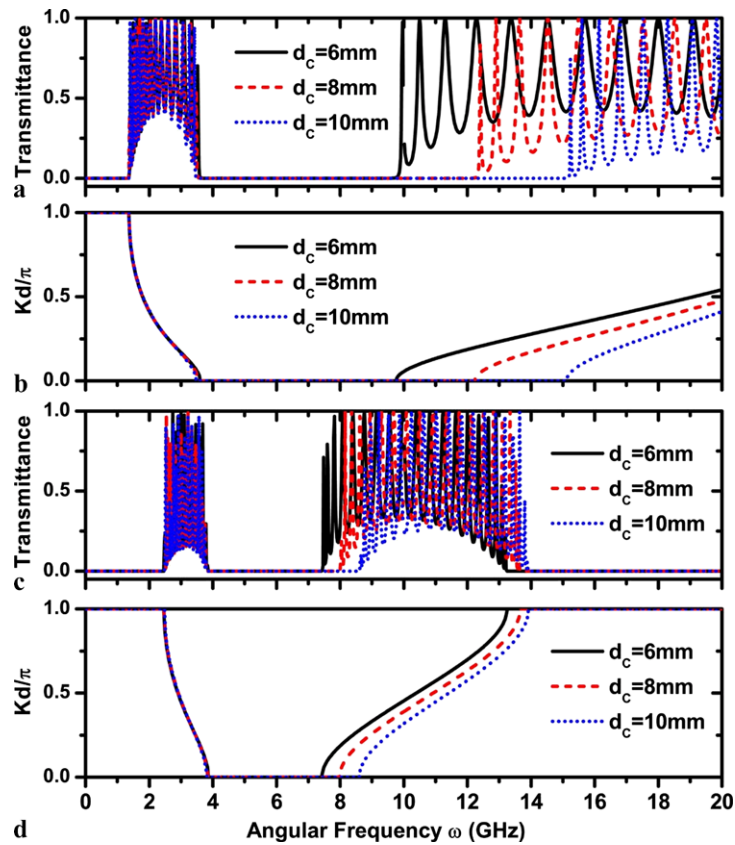 1.0
0.5
0.0
Transmittance
a
d_C=6mm
d_C=8mm
d_C=10mm
1.0
0.5
0.0
Kd/π
b
d_C=6mm
d_C=8mm
d_C=10mm
1.0
0.5
0.0
Transmittance
c
d_C=6mm
d_C=8mm
d_C=10mm
1.0
0.5
0.0
Kd/π
d
d_C=6mm
d_C=8mm
d_C=10mm
0 2 4 6 8 10 12 14 16 18 20
Angular Frequency ω (GHz)